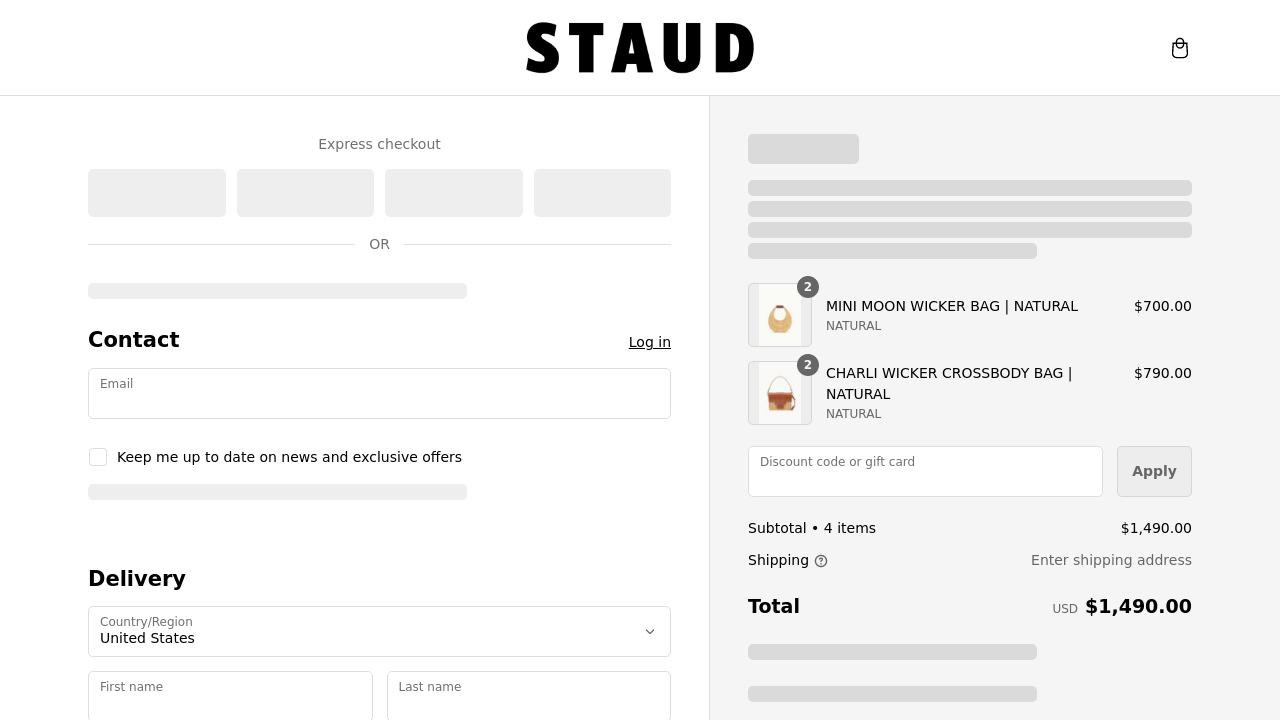 STAUD
Express checkout
OR
Contact
Log in
Email
Keep me up to date on news and exclusive offers
Delivery
Country/Region
United States
First name
Last name
2
MINI MOON WICKER BAG | NATURAL
NATURAL
$700.00
2
CHARLI WICKER CROSSBODY BAG |
NATURAL
NATURAL
$790.00
Discount code or gift card
Apply
Subtotal • 4 items
$1,490.00
Shipping
Enter shipping address
Total
USD $1,490.00